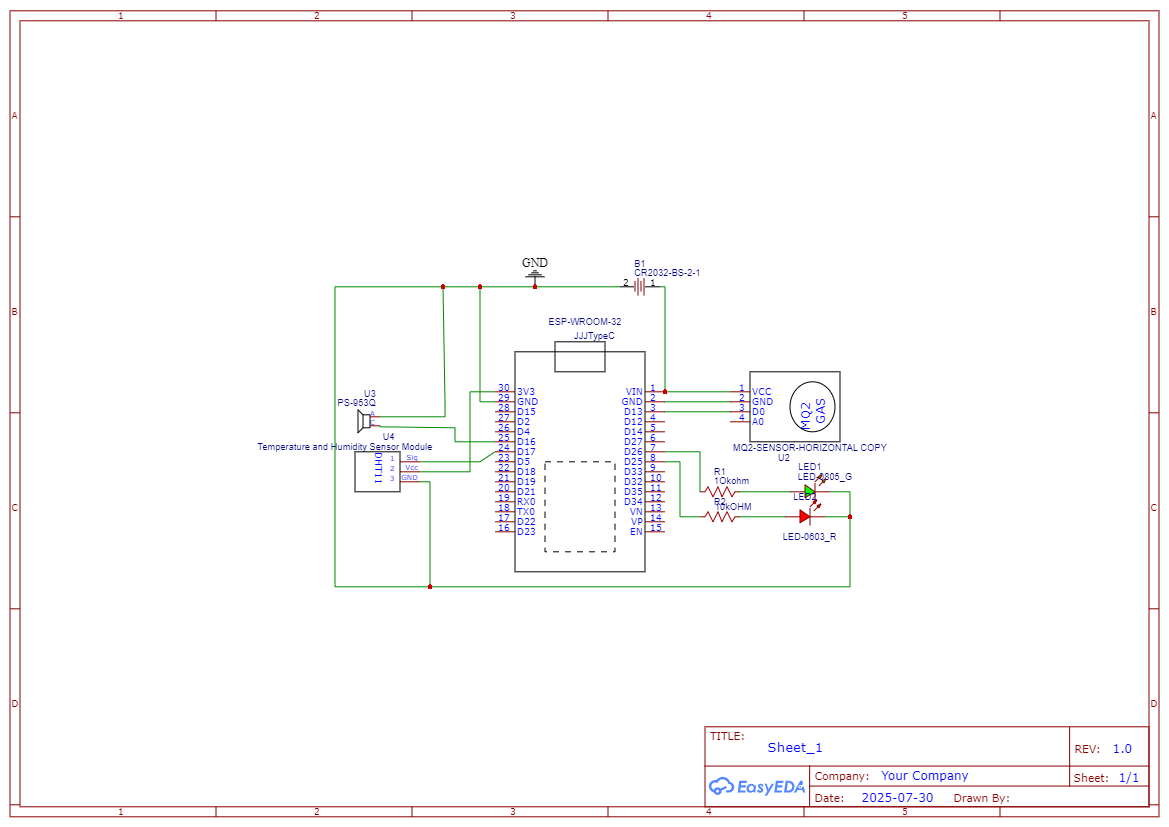 1 2 3 4 5
A A
B B
C C
D D
GND
B1
CR2032-BS-2-1
2 1
ESP-WROOM-32
JJJTypeC
30 3V3
29 GND
28 D15
27 D2
26 D4
25 D16
24 D17
23 D5
22 D18
21 D19
20 D21
19 RX0
18 TX0
17 D22
16 D23
VIN 1
GND 2
D13 3
D12 4
D14 5
D27 6
D26 7
D25 8
D33 9
D32 10
D35 11
D34 12
VN 13
VP 14
EN 15
1 VCC
2 GND
3 D0
4 A0
MQ2
GAS
MQ2-SENSOR-HORIZONTAL COPY
U2
U3
PS-953Q
U4
Temperature and Humidity Sensor Module
DHT11
1 Sig
2 Vcc
3 GND
R1
10kohm
R2
10kOHM
LED1
LED-0805_G
LED2
LED-0603_R
TITLE:
Sheet_1
REV: 1.0
EasyEDA
Company: Your Company
Sheet: 1/1
Date: 2025-07-30 Drawn By:
1 2 3 4 5